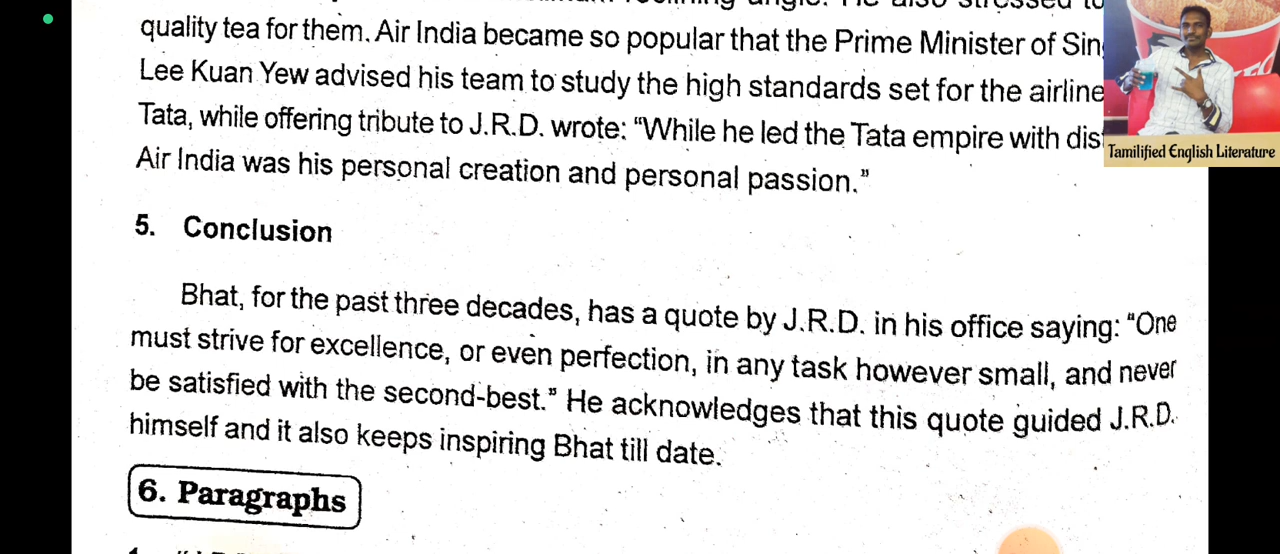 quality tea for them. Air India became so popular that the Prime Minister of
Lee Kuan Yew advised his team to study the high standards set for the airline
Tata, while offering tribute to J.R.D. wrote: “While he led the Tata empire with
Air India was his personal creation and personal passion.”
5. Conclusion
Bhat, for the past three decades, has a quote by J.R.D. in his office saying: “One
must strive for excellence, or even perfection, in any task however small, and never
be satisfied with the second-best.” He acknowledges that this quote guided J.R.D.
himself and it also keeps inspiring Bhat till date.
6. Paragraphs
Tamilified English Literature